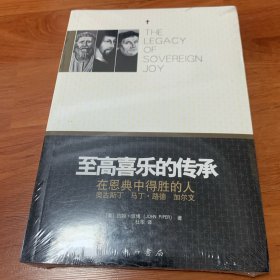 THE
LEGACY
OF
SOVEREIGN
JOY
至高喜乐的传承
在恩典中得胜的人
奥古斯丁 马丁·路德 加尔文
[美] 约翰·派博 (JOHN PIPER) 著